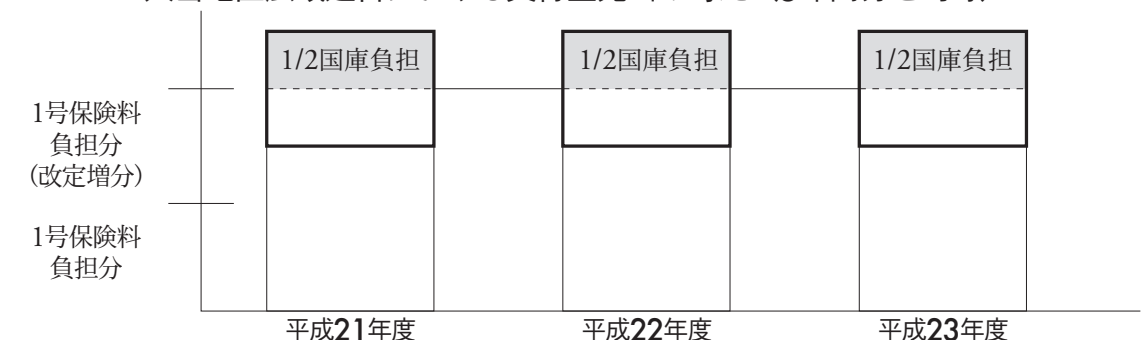 1/2国庫負担 1/2国庫負担 1/2国庫負担
1号保険料
負担分
(改定増分)
1号保険料
負担分
平成21年度 平成22年度 平成23年度